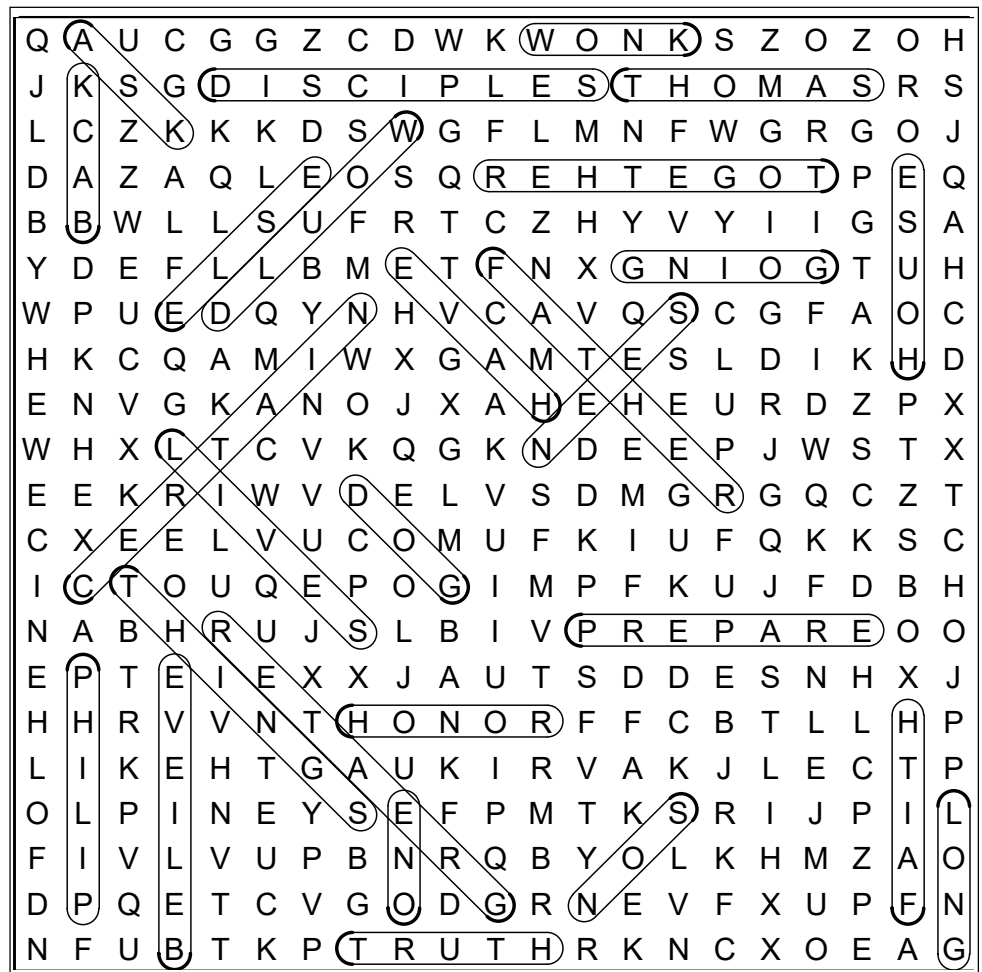 Q A U C G G Z C D W K W O N K S Z O Z O H
J K S G D I S C I P L E S T H O M A S R S
L C Z K K K D S W G F L M N F W G R G O J
D A Z A Q L E O S Q R E H T E G O T P E Q
B B W L L S U F R T C Z H Y V Y I I G S A
Y D E F L L B M E T F N X G N I O G T U H
W P U E D Q Y N H V C A V Q S C G F A O C
H K C Q A M I W X G A M T E S L D I K H D
E N V G K A N O J X A H E H E U R D Z P X
W H X L T C V K Q G K N D E E P J W S T X
E E K R I W V D E L V S D M G R G Q C Z T
C X E E L V U C O M U F K I U F Q K K S C
I C T O U Q E P O G I M P F K U J F D B H
N A B H R U J S L B I V P R E P A R E O O
E P T E I E X X J A U T S D D E S N H X J
H H R V V N T H O N O R F F C B T L L H P
L I K E H T G A U K I R V A K J L E C T P
O L P I N E Y S E F P M T K S R I J P I L
F I V L V U P B N R Q B Y O L K H M Z A O
D P Q E T C V G O D G R N E V F X U P F N
N F U B T K P T R U T H R K N C X O E A G